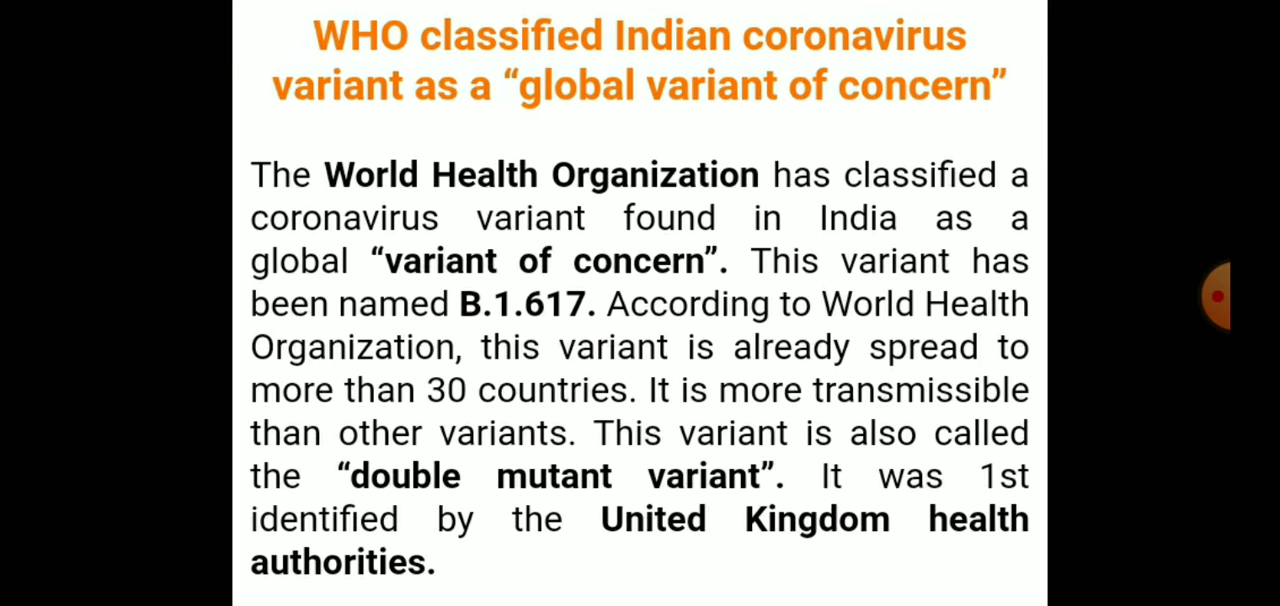 WHO classified Indian coronavirus
variant as a “global variant of concern”
The World Health Organization has classified a
coronavirus variant found in India as a
global “variant of concern”. This variant has
been named B.1.617. According to World Health
Organization, this variant is already spread to
more than 30 countries. It is more transmissible
than other variants. This variant is also called
the “double mutant variant”. It was 1st
identified by the United Kingdom health
authorities.